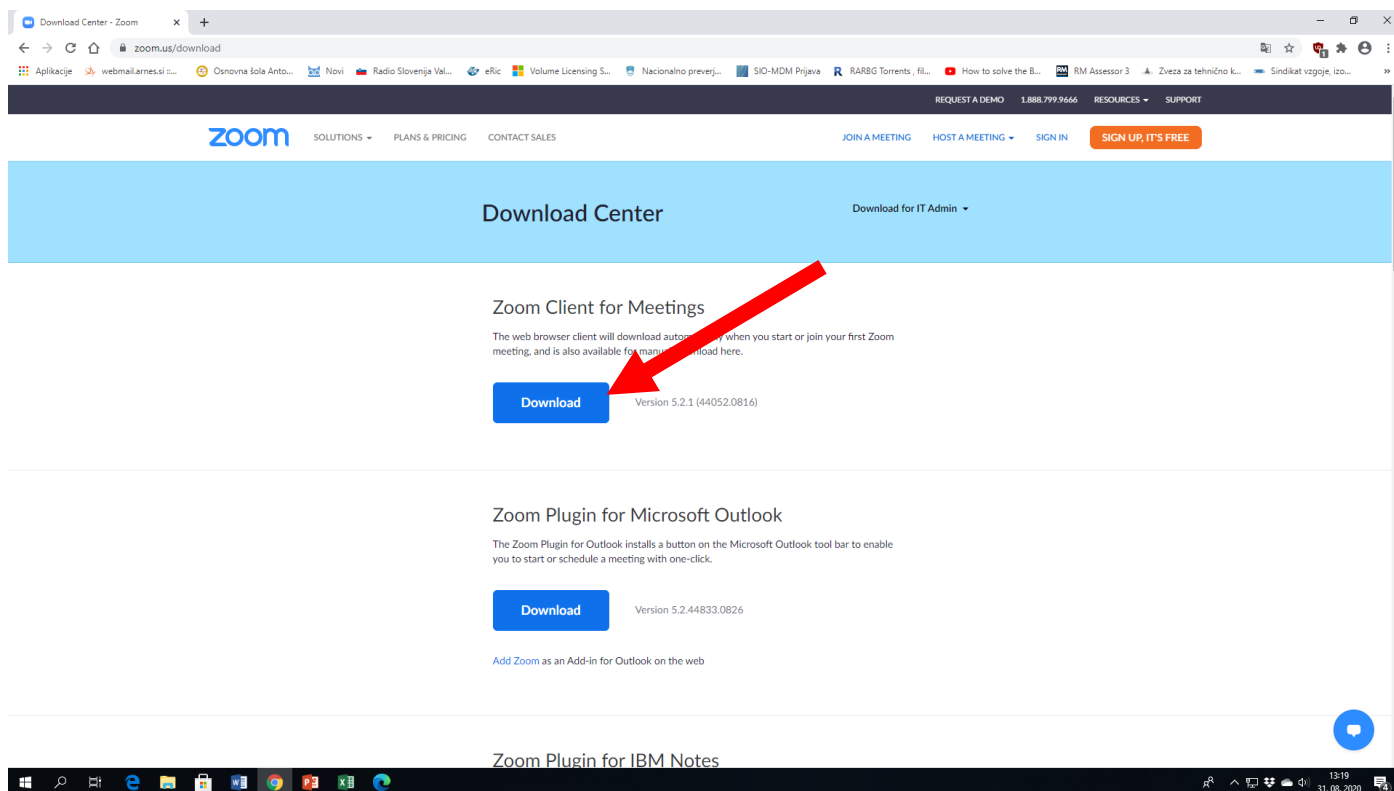 Download Center - Zoom
zoom.us/download
Aplikacije webmail.arnes.si ::... Osnovna šola Anto... Novi Radio Slovenija Val... eRic Volume Licensing S... Nacionalno preverj... SIO-MDM Prijava RARBG Torrents , fil... How to solve the B... RM Assessor 3 Zveza za tehnično k... Sindikat vzgoje, izo... »
REQUEST A DEMO 1.888.799.9666 RESOURCES SUPPORT
zoom SOLUTIONS PLANS & PRICING CONTACT SALES JOIN A MEETING HOST A MEETING SIGN IN SIGN UP, IT'S FREE
Download Center Download for IT Admin
Zoom Client for Meetings
The web browser client will download when you start or join your first Zoom
meeting, and is also available for here.
Download Version 5.2.1 (44052.0816)
Zoom Plugin for Microsoft Outlook
The Zoom Plugin for Outlook installs a button on the Microsoft Outlook tool bar to enable
you to start or schedule a meeting with one-click.
Download Version 5.2.44833.0826
Add Zoom as an Add-in for Outlook on the web
Zoom Plugin for IBM Notes
13:19
31. 08. 2020